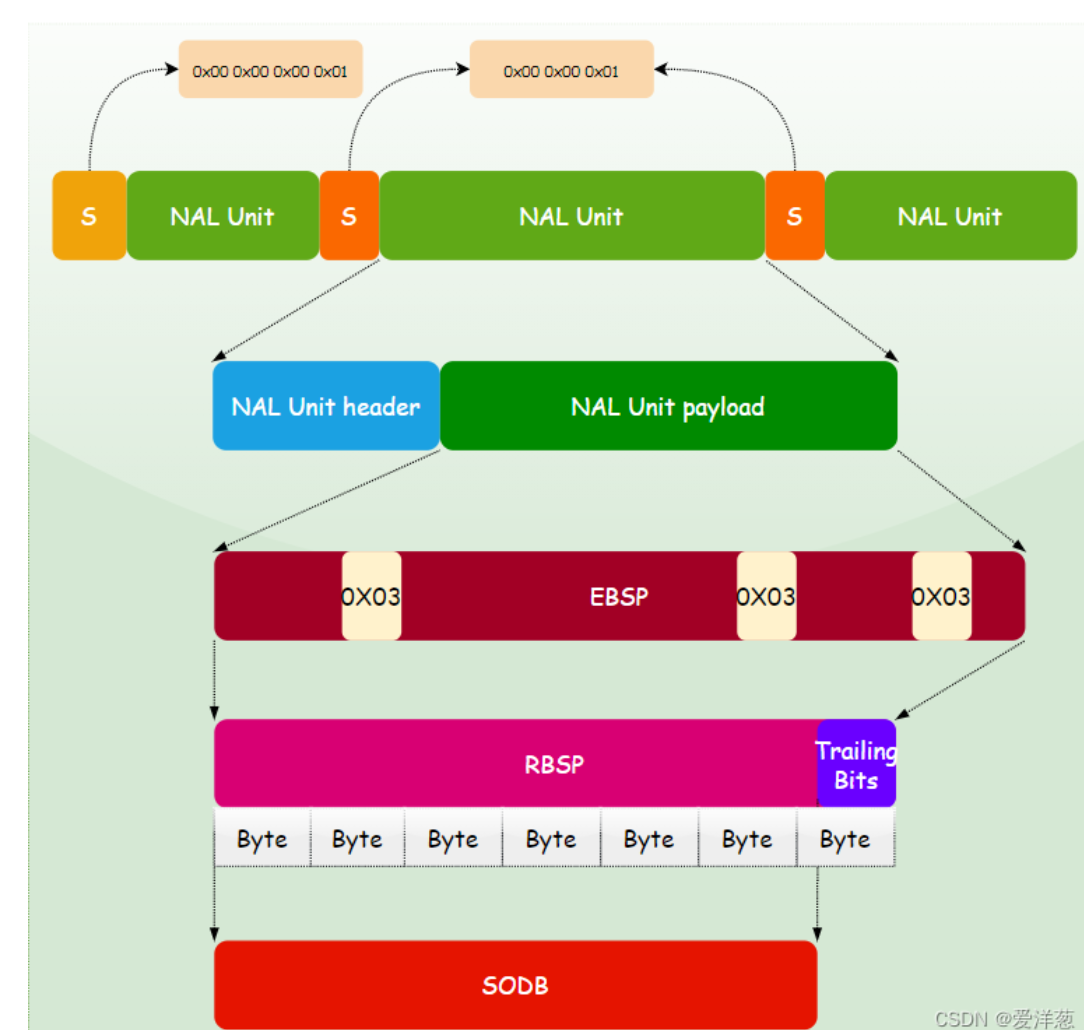 0x00 0x00 0x00 0x01
0x00 0x00 0x01
S
NAL Unit
S
NAL Unit
S
NAL Unit
NAL Unit header
NAL Unit payload
0X03
EBSP
0X03
0X03
RBSP
Trailing
Bits
Byte
Byte
Byte
Byte
Byte
Byte
Byte
SODB
CSDN @爱洋葱